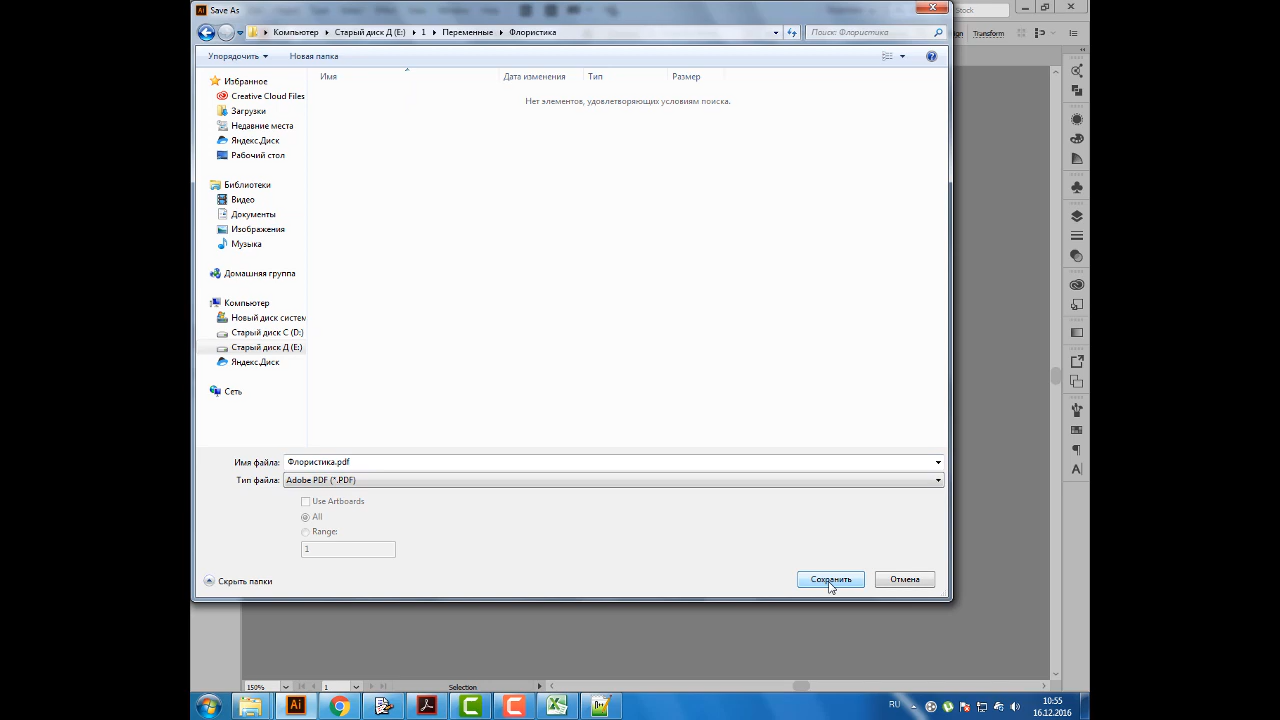 Save As
Stock
Компьютер Старый диск Д (E:) 1 Переменные Флористика
Поиск: Флористика
Transform
Упорядочить Новая папка
Имя Дата изменения Тип Размер
Нет элементов, удовлетворяющих условиям поиска.
Избранное
Creative Cloud Files
Загрузки
Недавние места
Яндекс.Диск
Рабочий стол
Библиотеки
Видео
Документы
Изображения
Музыка
Домашняя группа
Компьютер
Новый диск систем
Старый диск C (D:)
Старый диск Д (E:)
Яндекс.Диск
Сеть
Имя файла: Флористика.pdf
Тип файла: Adobe PDF (*.PDF)
Use Artboards
All
Range:
1
Скрыть папки
Сохранить Отмена
150% 1 Selection
RU
10:55
16.12.2016